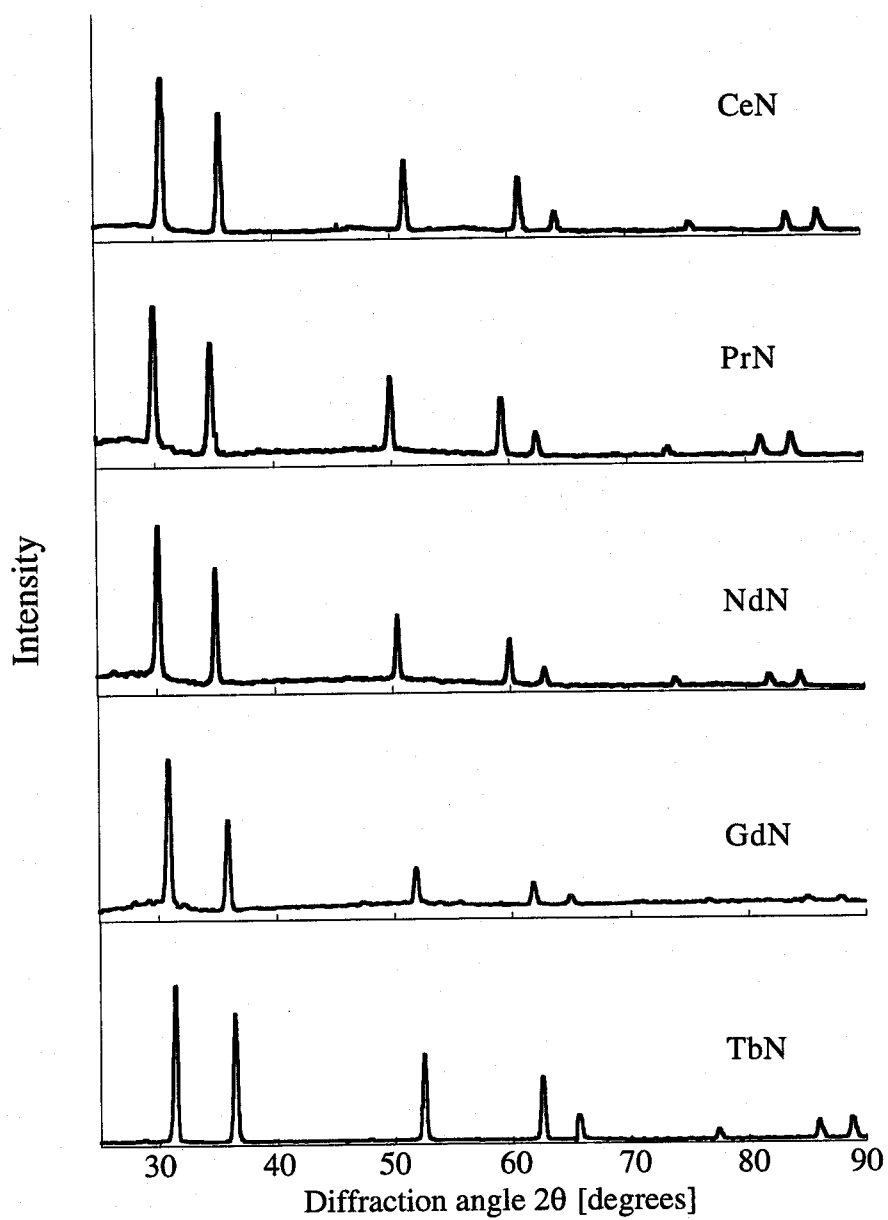 CeN
PrN
NdN
GdN
TbN
Intensity
30 40 50 60 70 80 90
Diffraction angle 2θ [degrees]